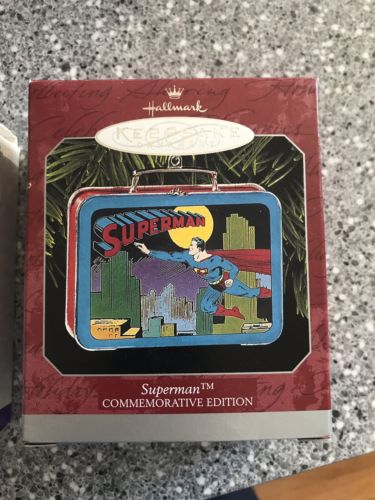 Hallmark
KEEPSAKE
SUPERMAN
Superman™
COMMEMORATIVE EDITION